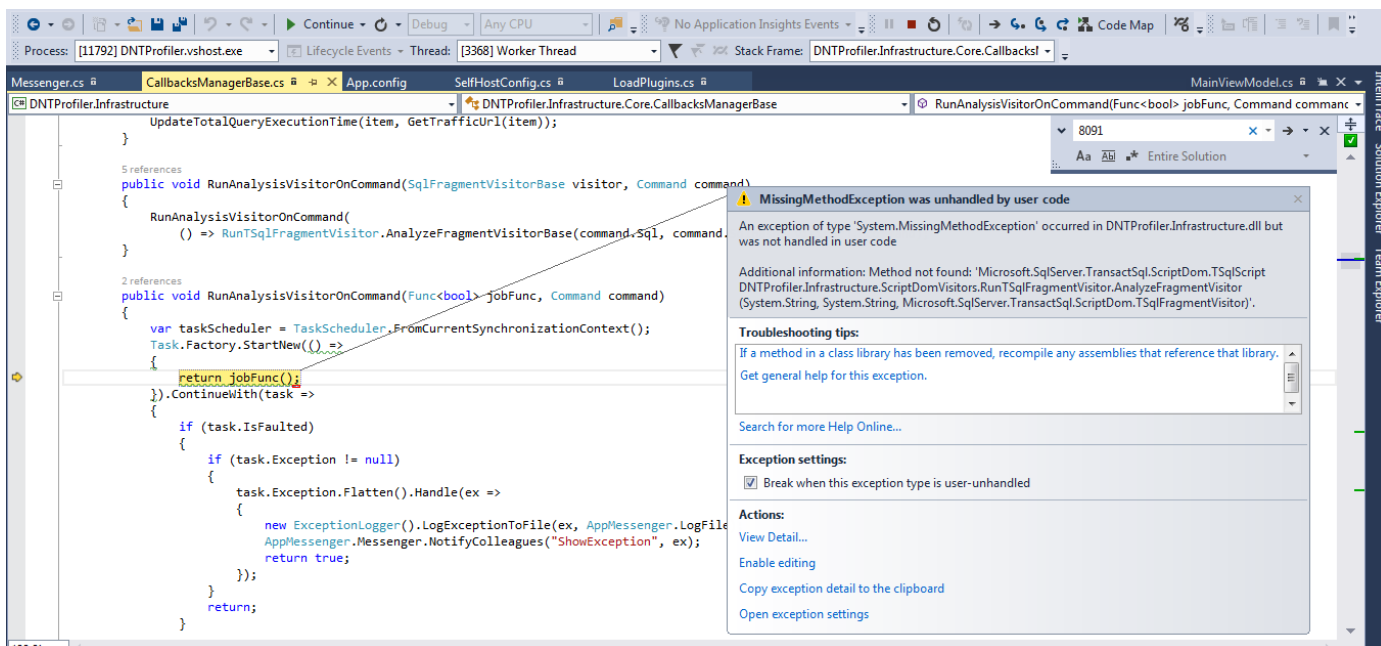 Continue Debug Any CPU No Application Insights Events Code Map
Process: [11792] DNTProfiler.vshost.exe Lifecycle Events Thread: [3368] Worker Thread Stack Frame: DNTProfiler.Infrastructure.Core.CallbacksI
Messenger.cs CallbacksManagerBase.cs App.config SelfHostConfig.cs LoadPlugins.cs MainViewModel.cs
DNTProfiler.Infrastructure DNTProfiler.Infrastructure.Core.CallbacksManagerBase RunAnalysisVisitorOnCommand(Func<bool> jobFunc, Command commanc
UpdateTotalQueryExecutionTime(item, GetTrafficUrl(item));
}
5 references
public void RunAnalysisVisitorOnCommand(SqlFragmentVisitorBase visitor, Command command)
{
RunAnalysisVisitorOnCommand(
() => RunTSqlFragmentVisitor.AnalyzeFragmentVisitorBase(command.Sql, command.
}
2 references
public void RunAnalysisVisitorOnCommand(Func<bool> jobFunc, Command command)
{
var taskScheduler = TaskScheduler.FromCurrentSynchronizationContext();
Task.Factory.StartNew(() =>
{
return jobFunc();
}).ContinueWith(task =>
{
if (task.IsFaulted)
{
if (task.Exception != null)
{
task.Exception.Flatten().Handle(ex =>
{
new ExceptionLogger().LogExceptionToFile(ex, AppMessenger.LogFile
AppMessenger.Messenger.NotifyColleagues("ShowException", ex);
return true;
});
}
return;
}
8091
Aa Abl .* Entire Solution
MissingMethodException was unhandled by user code
An exception of type 'System.MissingMethodException' occurred in DNTProfiler.Infrastructure.dll but
was not handled in user code
Additional information: Method not found: 'Microsoft.SqlServer.TransactSql.ScriptDom.TSqlScript
DNTProfiler.Infrastructure.ScriptDomVisitors.RunTSqlFragmentVisitor.AnalyzeFragmentVisitor
(System.String, System.String, Microsoft.SqlServer.TransactSql.ScriptDom.TSqlFragmentVisitor)'.
Troubleshooting tips:
If a method in a class library has been removed, recompile any assemblies that reference that library.
Get general help for this exception.
Search for more Help Online...
Exception settings:
Break when this exception type is user-unhandled
Actions:
View Detail...
Enable editing
Copy exception detail to the clipboard
Open exception settings
IntelliTrace
Solution Explorer
Team Explorer